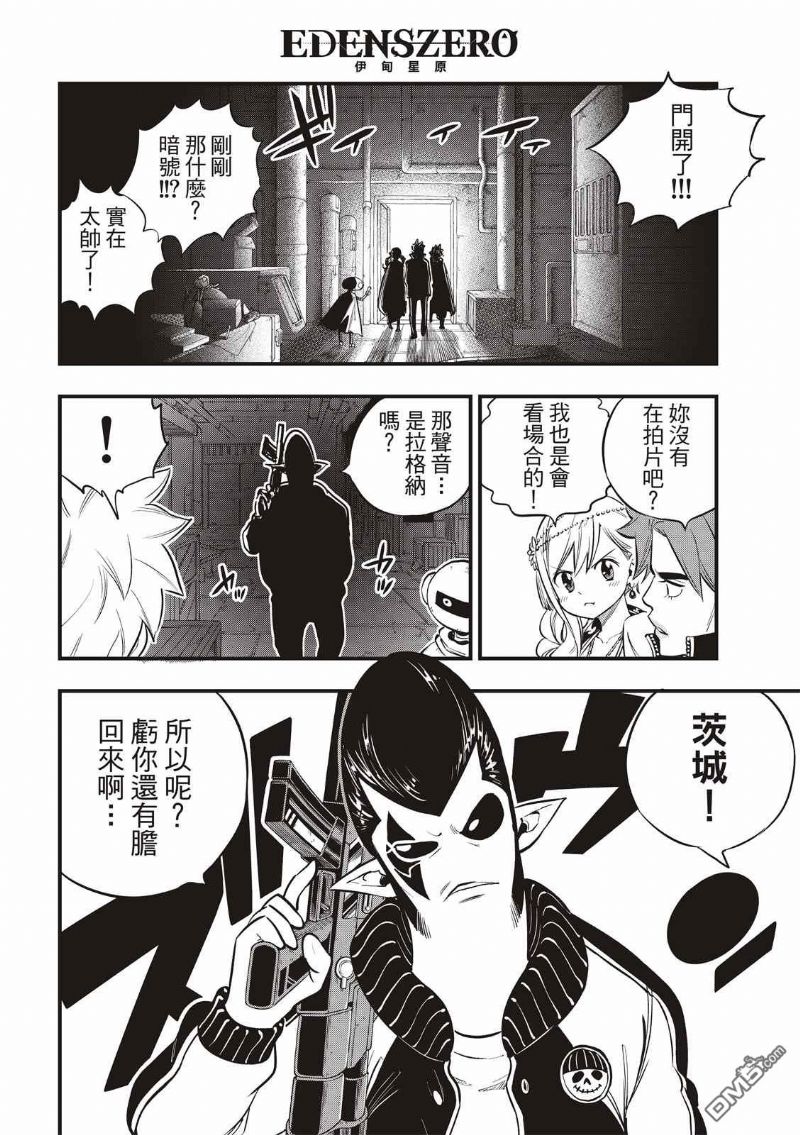 EDENSZERO
伊甸星原
門開了!!!
剛剛
那什麼?
暗號!!?
實在
太帥了!
妳沒有
在拍片吧?
我也是會
看場合的!
那聲音…
是拉格納
嗎?
!
茨城!
所以呢?
虧你還有膽
回來啊…
DM5.COM